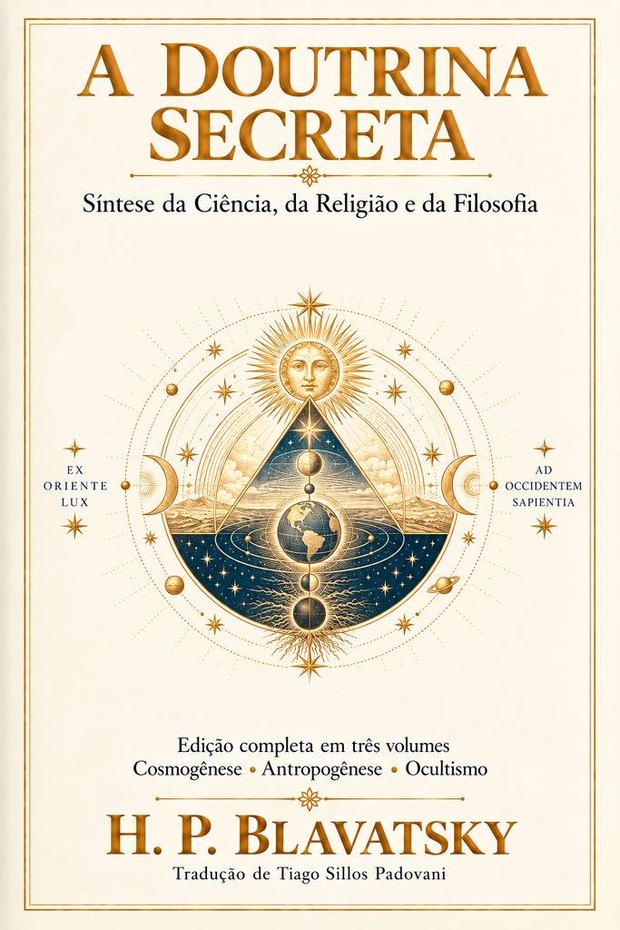 A DOUTRINA
SECRETA
Síntese da Ciência, da Religião e da Filosofia
EX
ORIENTE
LUX
AD
OCCIDENTEM
SAPIENTIA
Edição completa em três volumes
Cosmogênese • Antropogênese • Ocultismo
H. P. BLAVATSKY
Tradução de Tiago Sillos Padovani